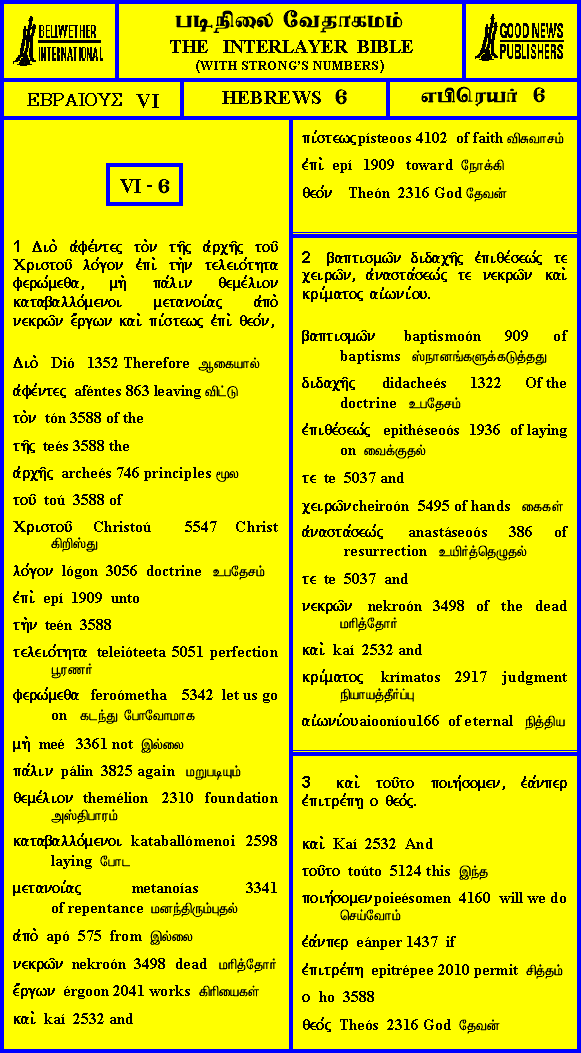 BELLWETHER
INTERNATIONAL
படிநிலை வேதாகமம்
THE INTERLAYER BIBLE
(WITH STRONG'S NUMBERS)
GOOD NEWS
PUBLISHERS
ΕΒΡΑΙΟΥΣ VI
HEBREWS 6
எபிரெயர் 6
VI - 6
1 Διὸ ἀφέντες τὸν τῆς ἀρχῆς τοῦ
Χριστοῦ λόγον ἐπὶ τὴν τελειότητα
φερώμεθα, μὴ πάλιν θεμέλιον
καταβαλλόμενοι μετανοίας ἀπὸ
νεκρῶν ἔργων καὶ πίστεως ἐπὶ θεόν,
Διὸ Dió 1352 Therefore ஆகையால்
ἀφέντες aféntes 863 leaving விட்டு
τὸν tón 3588 of the
τῆς teés 3588 the
ἀρχῆς archeés 746 principles மூல
τοῦ toú 3588 of
Χριστοῦ Christoú 5547 Christ
கிறிஸ்து
λόγον lógon 3056 doctrine உபதேசம்
ἐπὶ epí 1909 unto
τὴν teén 3588
τελειότητα teleióteeta 5051 perfection
பூரணர்
φερώμεθα feroómetha 5342 let us go
on கடந்து போவோமாக
μὴ meé 3361 not இல்லை
πάλιν pálin 3825 again மறுபடியும்
θεμέλιον themélion 2310 foundation
அஸ்திபாரம்
καταβαλλόμενοι kataballómenoi 2598
laying போட
μετανοίας metanoías 3341
of repentance மனந்திரும்புதல்
ἀπὸ apó 575 from இல்லை
νεκρῶν nekroón 3498 dead மரித்தோர்
ἔργων érgoon 2041 works கிரியைகள்
καὶ kaí 2532 and
πίστεως písteoos 4102 of faith விசுவாசம்
ἐπὶ epí 1909 toward நோக்கி
θεόν Theón 2316 God தேவன்
2 βαπτισμῶν διδαχῆς ἐπιθέσεώς τε
χειρῶν, ἀναστάσεώς τε νεκρῶν καὶ
κρίματος αἰωνίου.
βαπτισμῶν baptismoón 909 of
baptisms ஸ்நானங்களுக்கடுத்தது
διδαχῆς didacheés 1322 Of the
doctrine உபதேசம்
ἐπιθέσεώς epithéseoós 1936 of laying
on வைக்குதல்
τε te 5037 and
χειρῶν cheiroón 5495 of hands கைகள்
ἀναστάσεώς anastáseoós 386 of
resurrection உயிர்த்தெழுதல்
τε te 5037 and
νεκρῶν nekroón 3498 of the dead
மரித்தோர்
καὶ kaí 2532 and
κρίματος krímatos 2917 judgment
நியாயத்தீர்ப்பு
αἰωνίου aiooníou166 of eternal நித்திய
3 καὶ τοῦτο ποιήσομεν, ἐάνπερ
ἐπιτρέπῃ ο θεός.
καὶ Kaí 2532 And
τοῦτο toúto 5124 this இந்த
ποιήσομεν poieésomen 4160 will we do
செய்வோம்
ἐάνπερ eánper 1437 if
ἐπιτρέπῃ epitrépee 2010 permit சித்தம்
ο ho 3588
θεός Theós 2316 God தேவன்